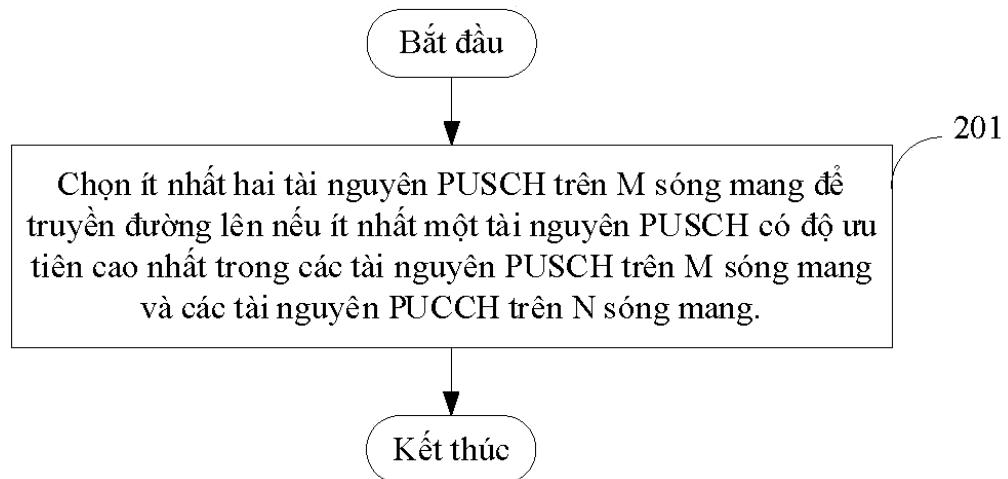 Bắt đầu
201
Chọn ít nhất hai tài nguyên PUSCH trên M sóng mang để
truyền đường lên nếu ít nhất một tài nguyên PUSCH có độ ưu
tiên cao nhất trong các tài nguyên PUSCH trên M sóng mang
và các tài nguyên PUCCH trên N sóng mang.
Kết thúc